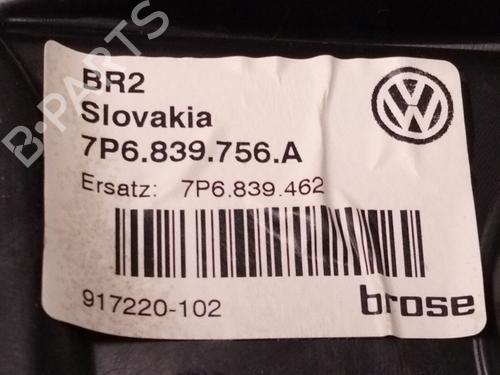 BR2
Slovakia
7P6.839.756.A
Ersatz: 7P6.839.462
917220-102
brose
B-PARTS